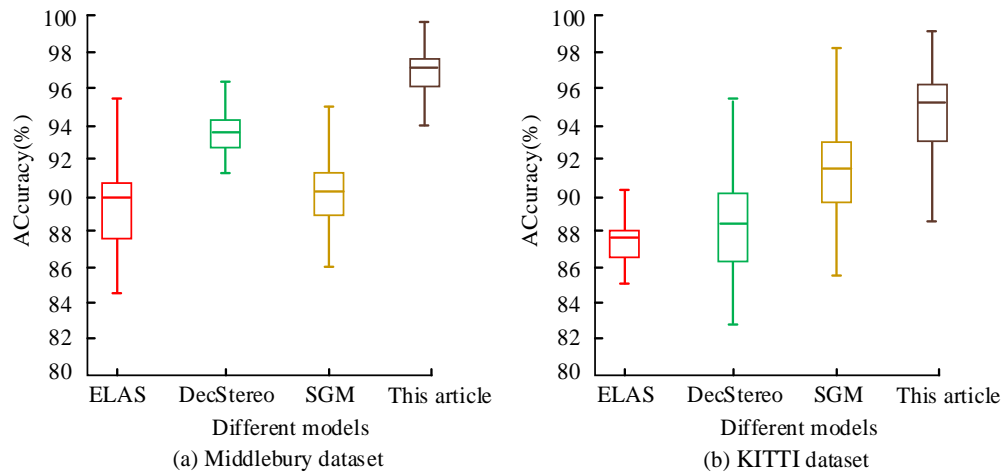 ACcuracy(%)
100
98
96
94
92
90
88
86
84
82
80
ELAS DecStereo SGM This article
Different models
(a) Middlebury dataset
ACcuracy(%)
100
98
96
94
92
90
88
86
84
82
80
ELAS DecStereo SGM This article
Different models
(b) KITTI dataset